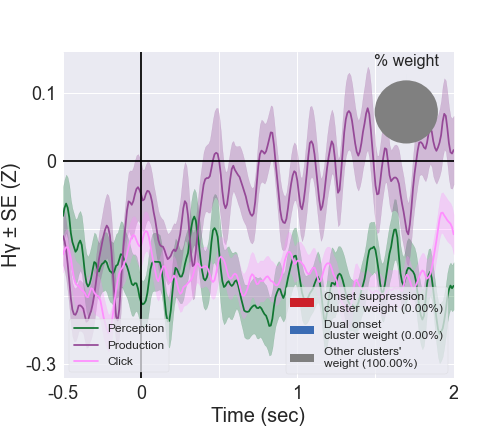 % weight
0.1
0
-0.3
Hγ ± SE (Z)
-0.5
0
1
2
Time (sec)
Perception
Production
Click
Onset suppression
cluster weight (0.00%)
Dual onset
cluster weight (0.00%)
Other clusters'
weight (100.00%)